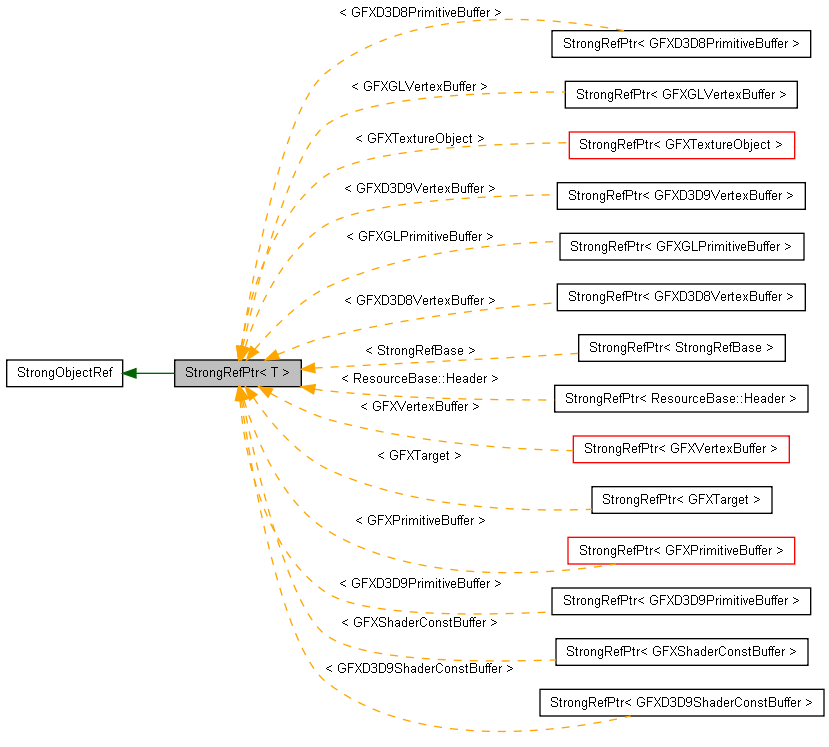 < GFXD3D8PrimitiveBuffer >
StrongRefPtr< GFXD3D8PrimitiveBuffer >
< GFXGLVertexBuffer >
StrongRefPtr< GFXGLVertexBuffer >
< GFXTextureObject >
StrongRefPtr< GFXTextureObject >
< GFXD3D9VertexBuffer >
StrongRefPtr< GFXD3D9VertexBuffer >
< GFXGLPrimitiveBuffer >
StrongRefPtr< GFXGLPrimitiveBuffer >
< GFXD3D8VertexBuffer >
StrongRefPtr< GFXD3D8VertexBuffer >
< StrongRefBase >
StrongRefPtr< StrongRefBase >
StrongObjectRef
StrongRefPtr< T >
< ResourceBase::Header >
StrongRefPtr< ResourceBase::Header >
< GFXVertexBuffer >
StrongRefPtr< GFXVertexBuffer >
< GFXTarget >
StrongRefPtr< GFXTarget >
< GFXPrimitiveBuffer >
StrongRefPtr< GFXPrimitiveBuffer >
< GFXD3D9PrimitiveBuffer >
StrongRefPtr< GFXD3D9PrimitiveBuffer >
< GFXShaderConstBuffer >
StrongRefPtr< GFXShaderConstBuffer >
< GFXD3D9ShaderConstBuffer >
StrongRefPtr< GFXD3D9ShaderConstBuffer >